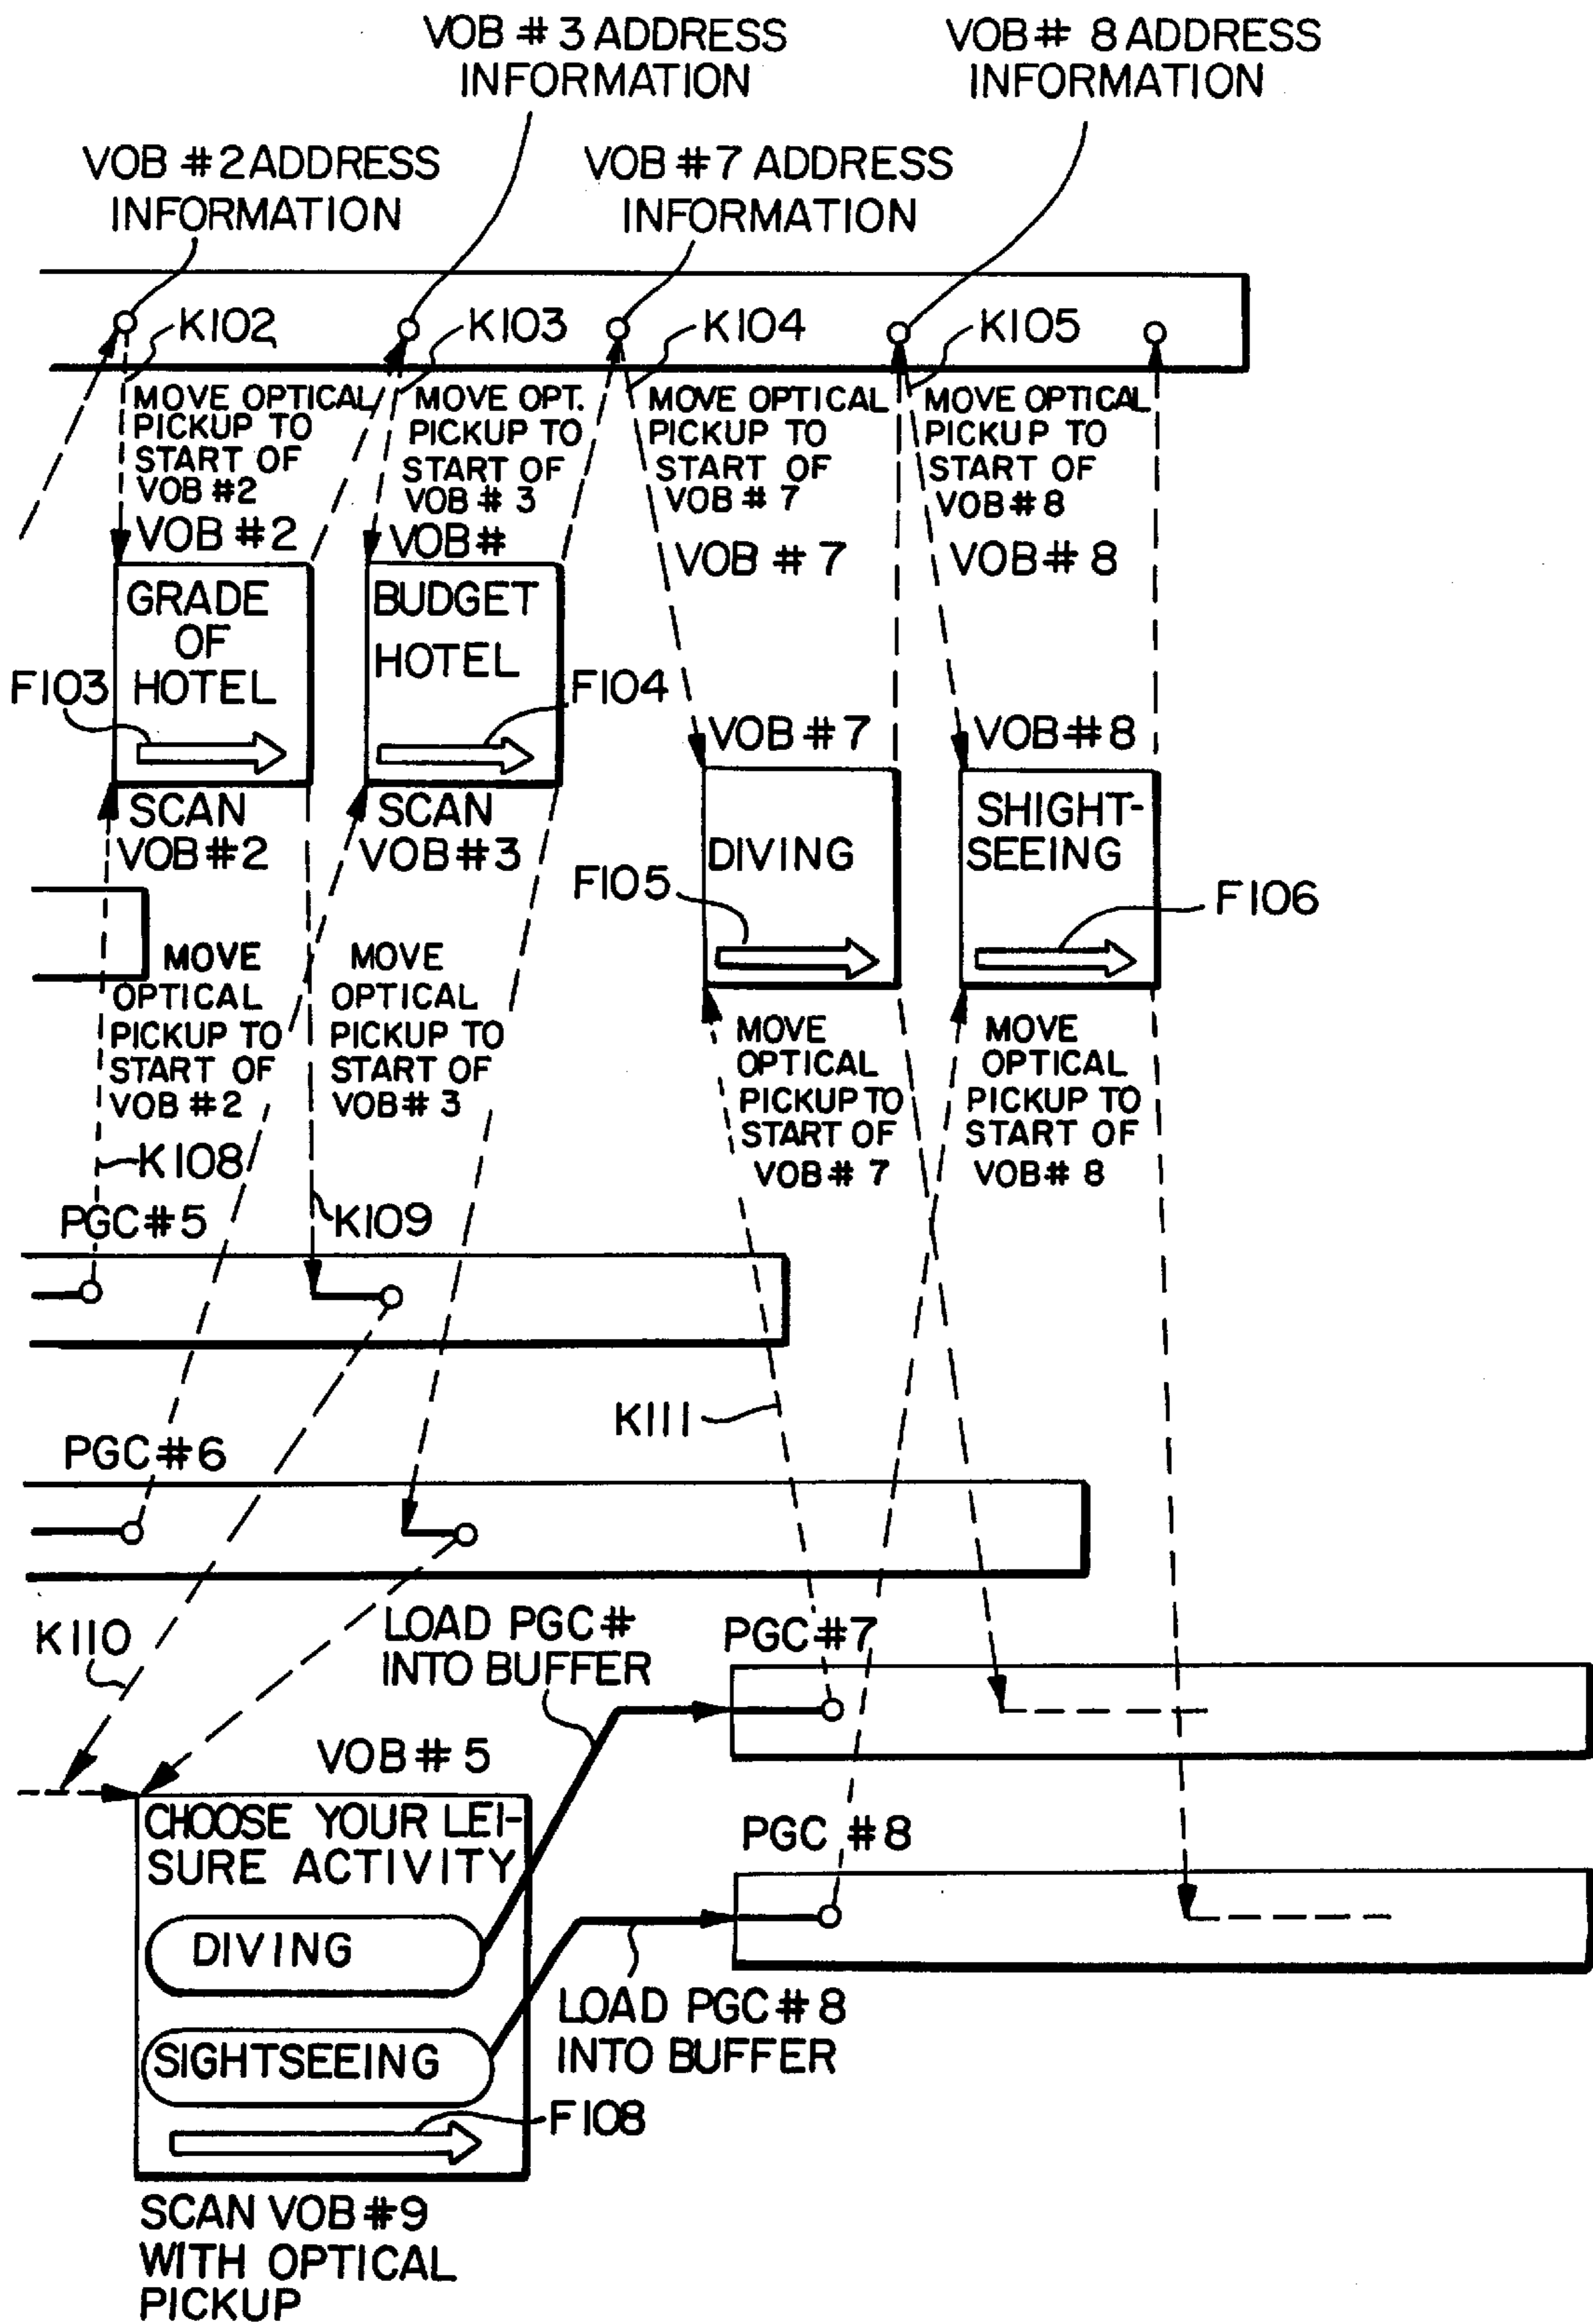 VOB # 3 ADDRESS
INFORMATION
VOB # 8 ADDRESS
INFORMATION
VOB #2 ADDRESS
INFORMATION
VOB #7 ADDRESS
INFORMATION
K102
K103
K104
K105
MOVE OPTICAL
PICKUP TO
START OF
VOB #2
MOVE OPT.
PICKUP TO
START OF
VOB # 3
MOVE OPTICAL
PICKUP TO
START OF
VOB # 7
MOVE OPTICAL
PICKUP TO
START OF
VOB # 8
VOB #2
VOB#
VOB # 7
VOB# 8
GRADE
OF
HOTEL
BUDGET
HOTEL
F103
F104
VOB # 7
VOB#8
SCAN
VOB#2
SCAN
VOB#3
DIVING
SHIGHT-
SEEING
F105
F106
MOVE
OPTICAL
PICKUP TO
START OF
VOB #2
MOVE
OPTICAL
PICKUP TO
START OF
VOB# 3
MOVE
OPTICAL
PICKUP TO
START OF
VOB# 7
MOVE
OPTICAL
PICKUP TO
START OF
VOB# 8
K108
PGC#5
K109
K111
PGC#6
K110
LOAD PGC#
INTO BUFFER
PGC#7
VOB# 5
CHOOSE YOUR LEI-
SURE ACTIVITY
DIVING
SIGHTSEEING
F108
PGC #8
LOAD PGC#8
INTO BUFFER
SCAN VOB #9
WITH OPTICAL
PICKUP